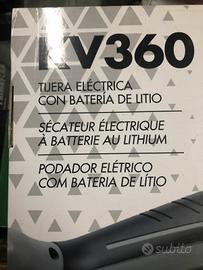 KV360
TIJERA ELÉCTRICA
CON BATERÍA DE LITIO
SÉCATEUR ÉLECTRIQUE
À BATTERIE AU LITHIUM
PODADOR ELÉTRICO
COM BATERIA DE LÍTIO
subito